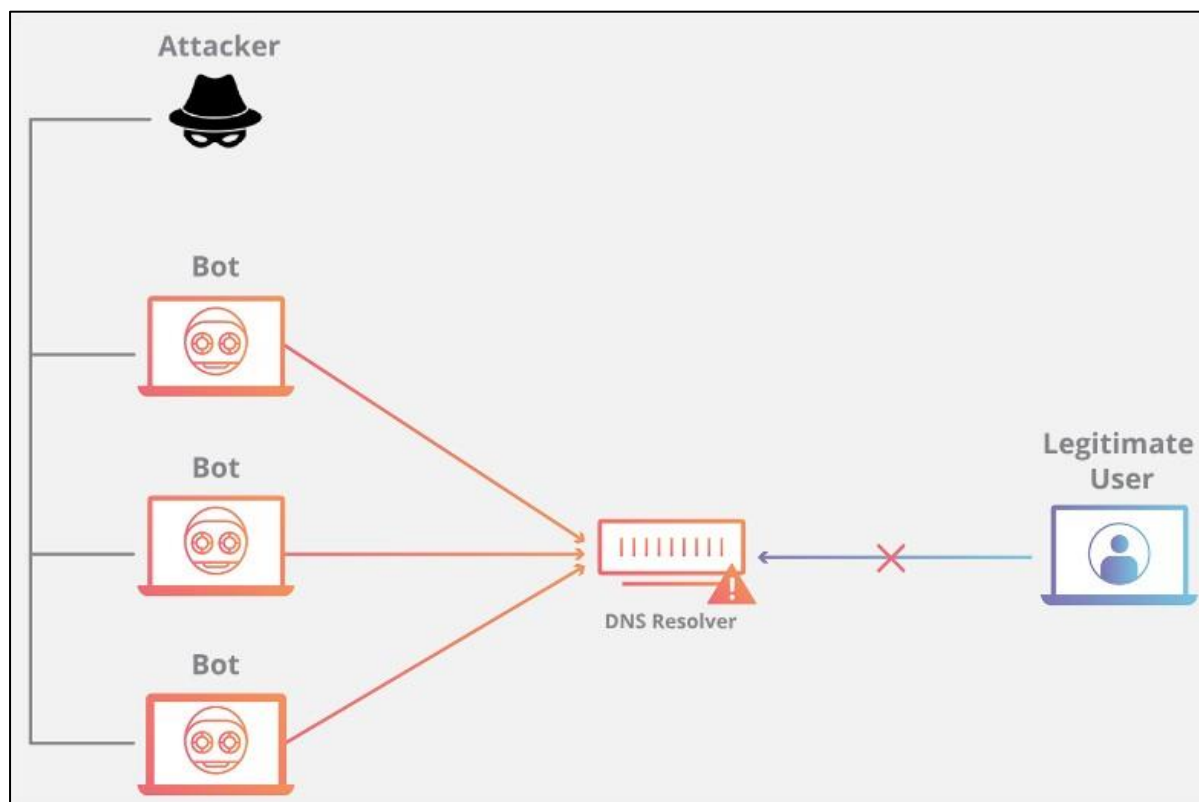 Attacker
Bot
Bot
Legitimate
User
DNS Resolver
Bot